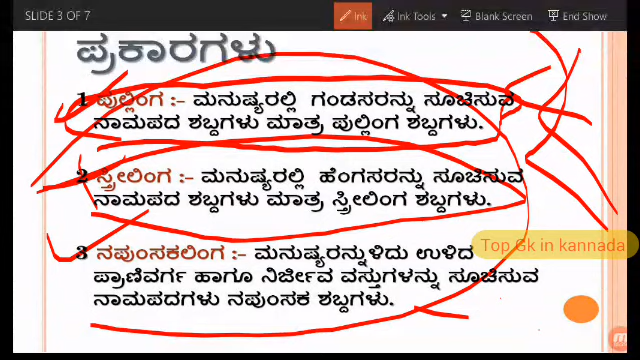 SLIDE 3 OF 7
Ink Ink Tools Blank Screen End Show
ಪ್ರಕಾರಗಳು
1 ಪುಲ್ಲಿಂಗ :- ಮನುಷ್ಯರಲ್ಲಿ ಗಂಡಸರನ್ನು ಸೂಚಿಸುವ
ನಾಮಪದ ಶಬ್ದಗಳು ಮಾತ್ರ ಪುಲ್ಲಿಂಗ ಶಬ್ದಗಳು.
2 ಸ್ತ್ರೀಲಿಂಗ :- ಮನುಷ್ಯರಲ್ಲಿ ಹೆಂಗಸರನ್ನು ಸೂಚಿಸುವ
ನಾಮಪದ ಶಬ್ದಗಳು ಮಾತ್ರ ಸ್ತ್ರೀಲಿಂಗ ಶಬ್ದಗಳು.
Top Gk in kannada
3 ನಪುಂಸಕಲಿಂಗ :- ಮನುಷ್ಯರನ್ನುಳಿದು ಉಳಿದ
ಪ್ರಾಣಿವರ್ಗ ಹಾಗೂ ನಿರ್ಜೀವ ವಸ್ತುಗಳನ್ನು ಸೂಚಿಸುವ
ನಾಮಪದಗಳು ನಪುಂಸಕ ಶಬ್ದಗಳು.